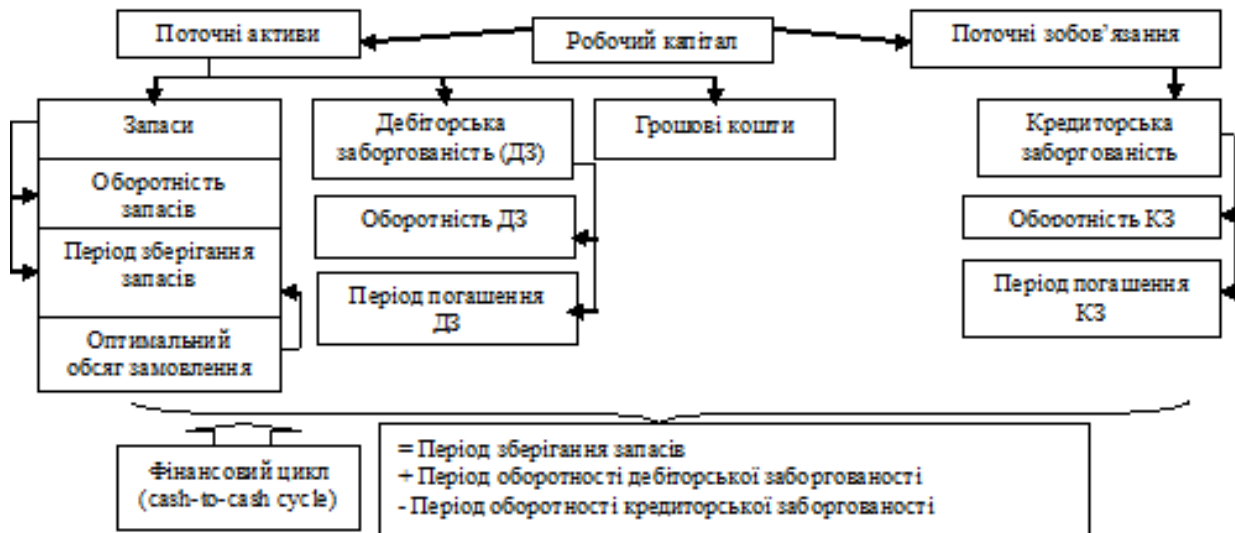 Поточні активи
Робочий капітал
Поточні зобов’язання
Запаси
Оборотність
запасів
Період зберігання
запасів
Оптимальний
обсяг замовлення
Дебіторська
заборгованість (ДЗ)
Оборотність ДЗ
Період погашення
ДЗ
Грошові кошти
Кредиторська
заборгованість
Оборотність КЗ
Період погашення
КЗ
Фінансовий цикл
(cash-to-cash cycle)
= Період зберігання запасів
+ Період оборотності дебіторської заборгованості
- Період оборотності кредиторської заборгованості